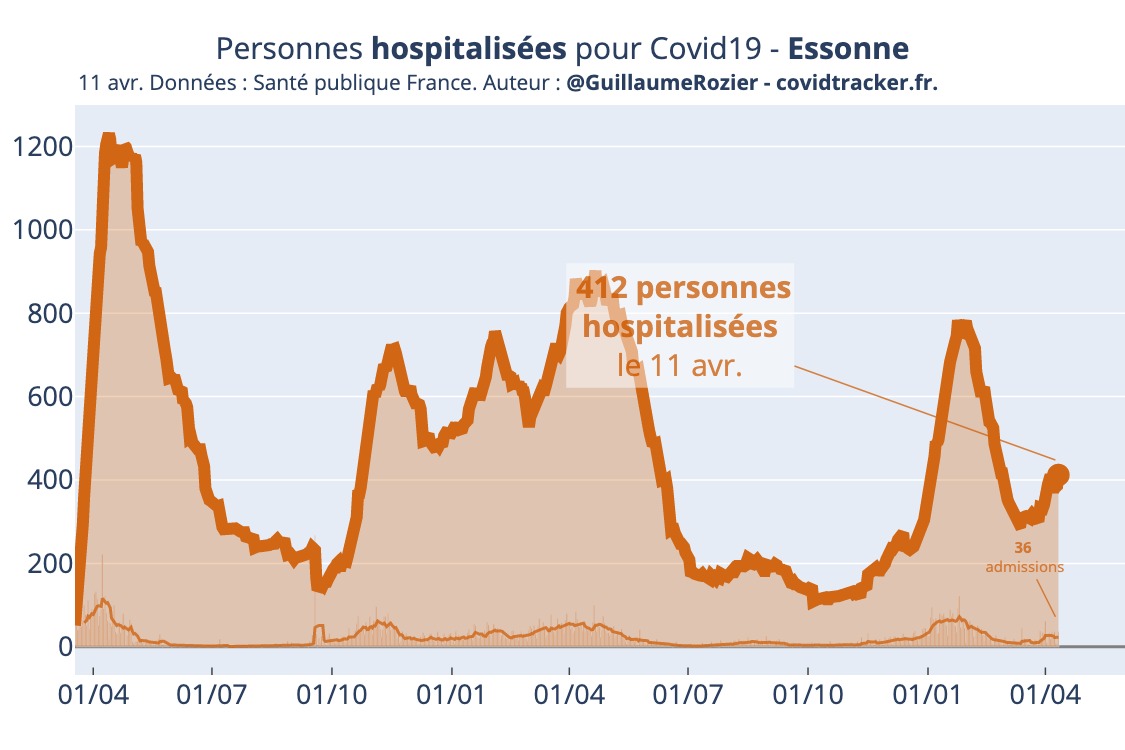 Personnes hospitalisées pour Covid19 - Essonne
11 avr. Données : Santé publique France. Auteur : @GuillaumeRozier - covidtracker.fr.
1200
1000
800
600
400
200
0
412 personnes
hospitalisées
le 11 avr.
36
admissions
01/04 01/07 01/10 01/01 01/04 01/07 01/10 01/01 01/04